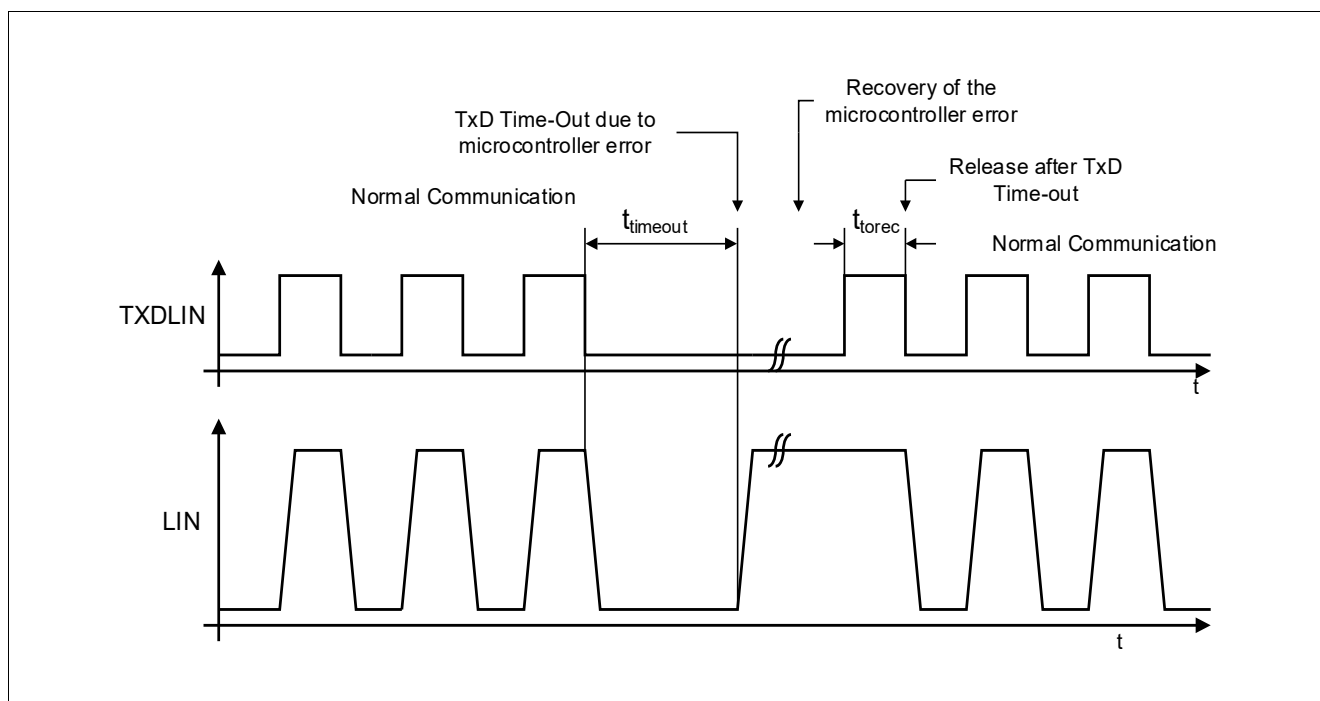 Recovery of the
microcontroller error
TxD Time-Out due to
microcontroller error
Release after TxD
Time-out
Normal Communication
ttimeout
ttorec
Normal Communication
TXDLIN
t
LIN
t